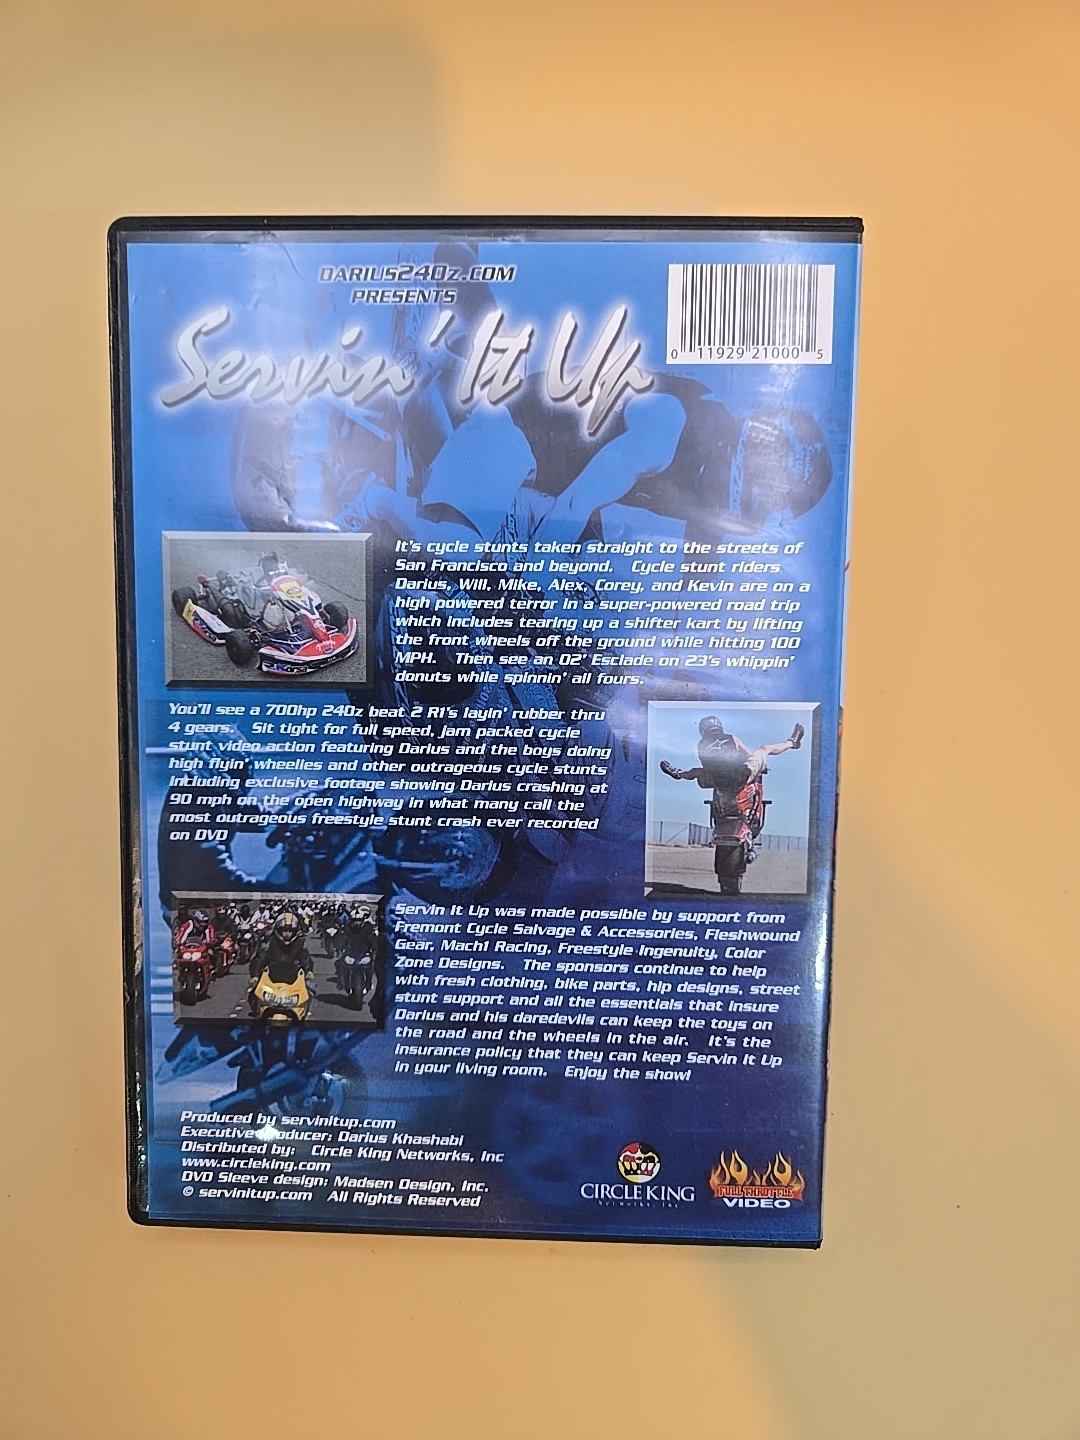 DARIUS240Z.COM
PRESENTS
Servin' It Up
0 11929 21000 5
It's cycle stunts taken straight to the streets of
San Francisco and beyond. Cycle stunt riders
Darius, Will, Mike, Alex, Corey, and Kevin are on a
high powered terror in a super-powered road trip
which includes tearing up a shifter kart by lifting
the front wheels off the ground while hitting 100
MPH. Then see an 02' Esclade on 23's whippin'
donuts while spinnin' all fours.
You'll see a 700hp 240z beat 2 R1's layin' rubber thru
4 gears. Sit tight for full speed, jam packed cycle
stunt video action featuring Darius and the boys doing
high flyin' wheelies and other outrageous cycle stunts
including exclusive footage showing Darius crashing at
90 mph on the open highway in what many call the
most outrageous freestyle stunt crash ever recorded
on DVD
Servin It Up was made possible by support from
Fremont Cycle Salvage & Accessories, Fleshwound
Gear, Mach1 Racing, Freestyle Ingenuity, Color
Zone Designs. The sponsors continue to help
with fresh clothing, bike parts, hip designs, street
stunt support and all the essentials that insure
Darius and his daredevils can keep the toys on
the road and the wheels in the air. It's the
insurance policy that they can keep Servin It Up
in your living room. Enjoy the show!
Produced by servinitup.com
Executive Producer: Darius Khashabi
Distributed by: Circle King Networks, Inc
www.circleking.com
DVD Sleeve design: Madsen Design, Inc.
© servinitup.com All Rights Reserved
CIRCLE KING
Networks, Inc.
FULL THROTTLE
VIDEO